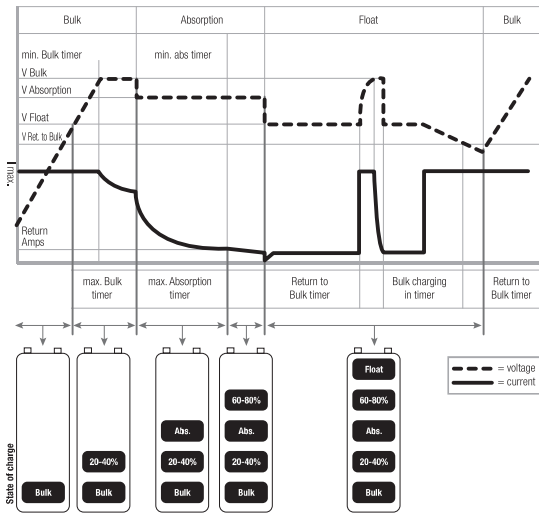 Bulk
Absorption
Float
Bulk
min. Bulk timer
min. abs timer
V Bulk
V Absorption
V Float
V Ret. to Bulk
I max.
Return
Amps
max. Bulk
timer
max. Absorption
timer
Return to
Bulk timer
Bulk charging
in timer
Return to
Bulk timer
State of charge
Bulk
20-40%
Bulk
Abs.
20-40%
Bulk
60-80%
Abs.
20-40%
Bulk
Float
60-80%
Abs.
20-40%
Bulk
= voltage
= current